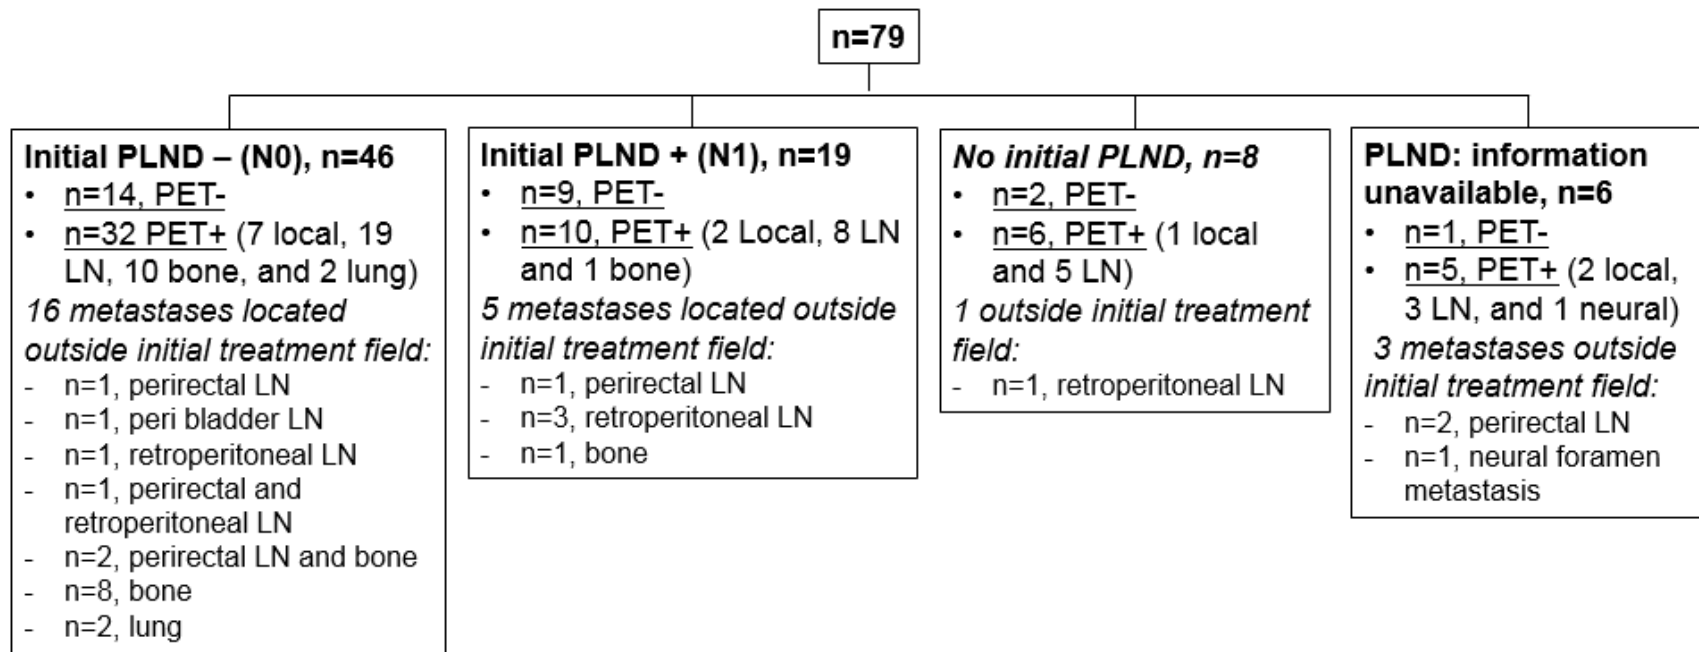 n=79
Initial PLND – (N0), n=46
• n=14, PET-
• n=32 PET+ (7 local, 19
LN, 10 bone, and 2 lung)
16 metastases located
outside initial treatment field:
- n=1, perirectal LN
- n=1, peri bladder LN
- n=1, retroperitoneal LN
- n=1, perirectal and
retroperitoneal LN
- n=2, perirectal LN and bone
- n=8, bone
- n=2, lung
Initial PLND + (N1), n=19
• n=9, PET-
• n=10, PET+ (2 Local, 8 LN
and 1 bone)
5 metastases located outside
initial treatment field:
- n=1, perirectal LN
- n=3, retroperitoneal LN
- n=1, bone
No initial PLND, n=8
• n=2, PET-
• n=6, PET+ (1 local
and 5 LN)
1 outside initial treatment
field:
- n=1, retroperitoneal LN
PLND: information
unavailable, n=6
• n=1, PET-
• n=5, PET+ (2 local,
3 LN, and 1 neural)
3 metastases outside
initial treatment field:
- n=2, perirectal LN
- n=1, neural foramen
metastasis